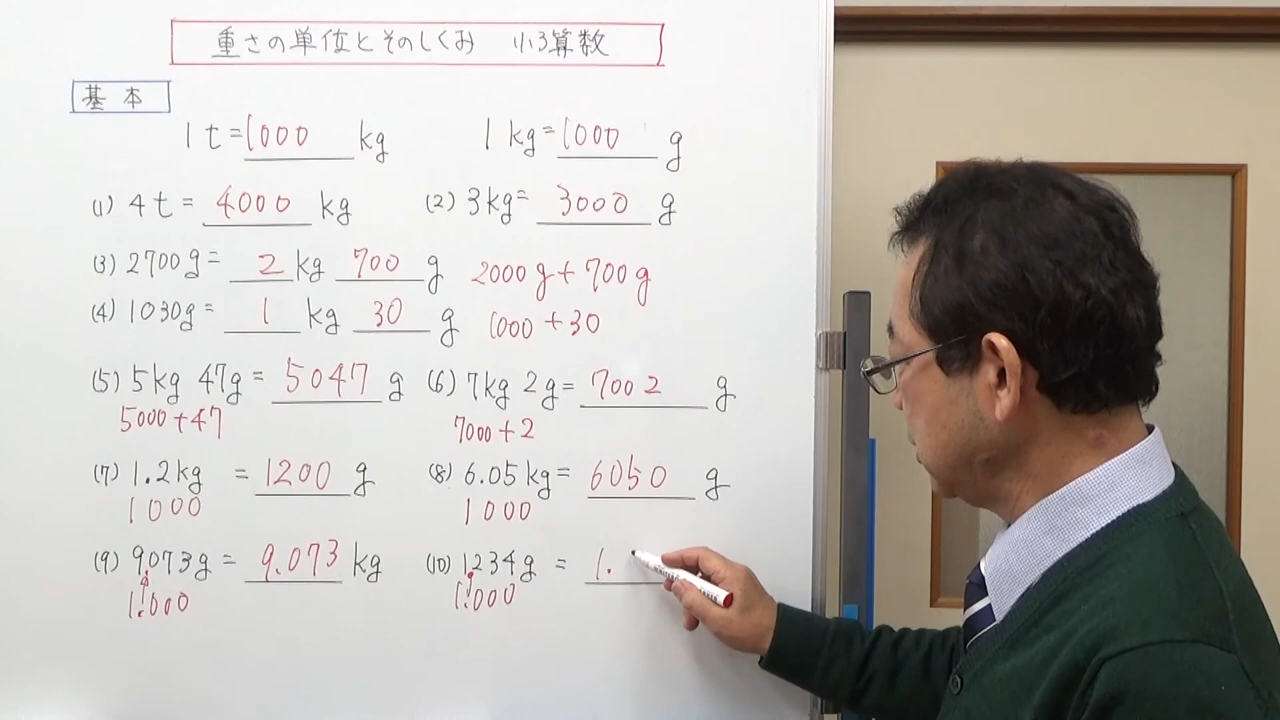 重さの単位とそのしくみ 小3算数
基本
1t=1000 kg 1kg=1000 g
(1) 4t= 4000 kg (2) 3kg= 3000 g
(3) 2700g= 2 kg 700 g 2000g+700g
(4) 1030g= 1 kg 30 g 1000+30
(5) 5kg 47g= 5047 g (6) 7kg 2g= 7002 g
5000+47 7000+2
(7) 1.2kg = 1200 g (8) 6.05kg= 6050 g
1000 1000
(9) 9073g= 9.073 kg (10) 1234g = 1.
1.000 1.000